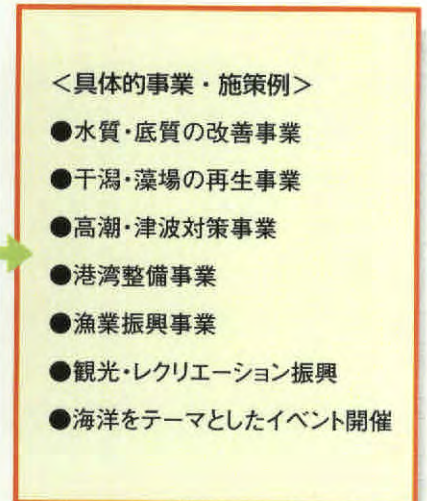 ＜具体的事業・施策例＞
●水質・底質の改善事業
●干潟・藻場の再生事業
●高潮・津波対策事業
●港湾整備事業
●漁業振興事業
●観光・レクリエーション振興
●海洋をテーマとしたイベント開催